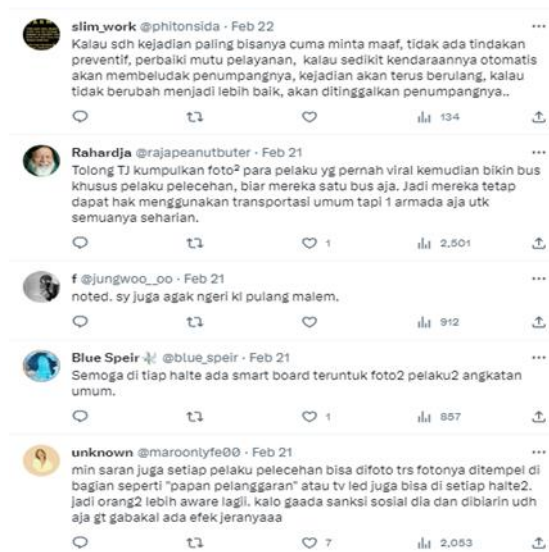 slim_work @phitonsida · Feb 22
Kalau sdh kejadian paling bisanya cuma minta maaf, tidak ada tindakan
preventif, perbaiki mutu pelayanan, kalau sedikit kendaraannya otomatis
akan membeludak penumpangnya, kejadian akan terus berulang, kalau
tidak berubah menjadi lebih baik, akan ditinggalkan penumpangnya..
134
Rahardja @rajapeanutbuter · Feb 21
Tolong TJ kumpulkan foto² para pelaku yg pernah viral kemudian bikin bus
khusus pelaku pelecehan, biar mereka satu bus aja. Jadi mereka tetap
dapat hak menggunakan transportasi umum tapi 1 armada aja utk
semuanya seharian.
1 2,501
f @jungwoo__oo · Feb 21
noted. sy juga agak ngeri kl pulang malem.
912
Blue Speir @blue_speir · Feb 21
Semoga di tiap halte ada smart board teruntuk foto2 pelaku2 angkatan
umum.
1 857
unknown @maroonlyfe00 · Feb 21
min saran juga setiap pelaku pelecehan bisa difoto trs fotonya ditempel di
bagian seperti "papan pelanggaran" atau tv led juga bisa di setiap halte2.
jadi orang2 lebih aware lagii. kalo gaada sanksi sosial dia dan dibiarin udh
aja gt gabakal ada efek jeranyaaa
7 2,053